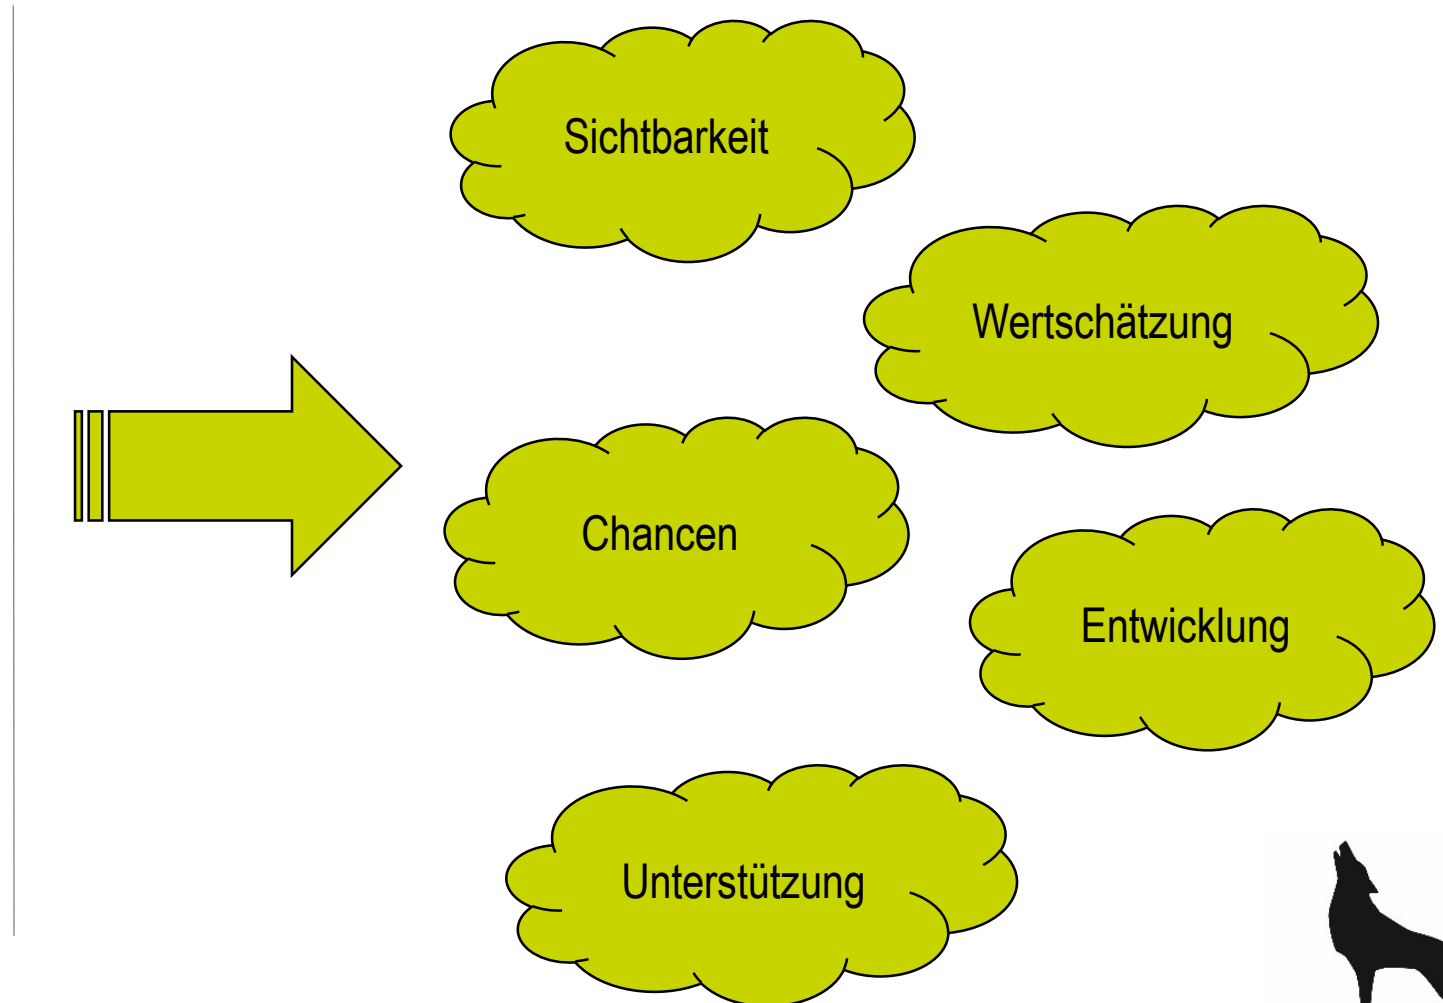 Sichtbarkeit
Wertschätzung
Chancen
Entwicklung
Unterstützung